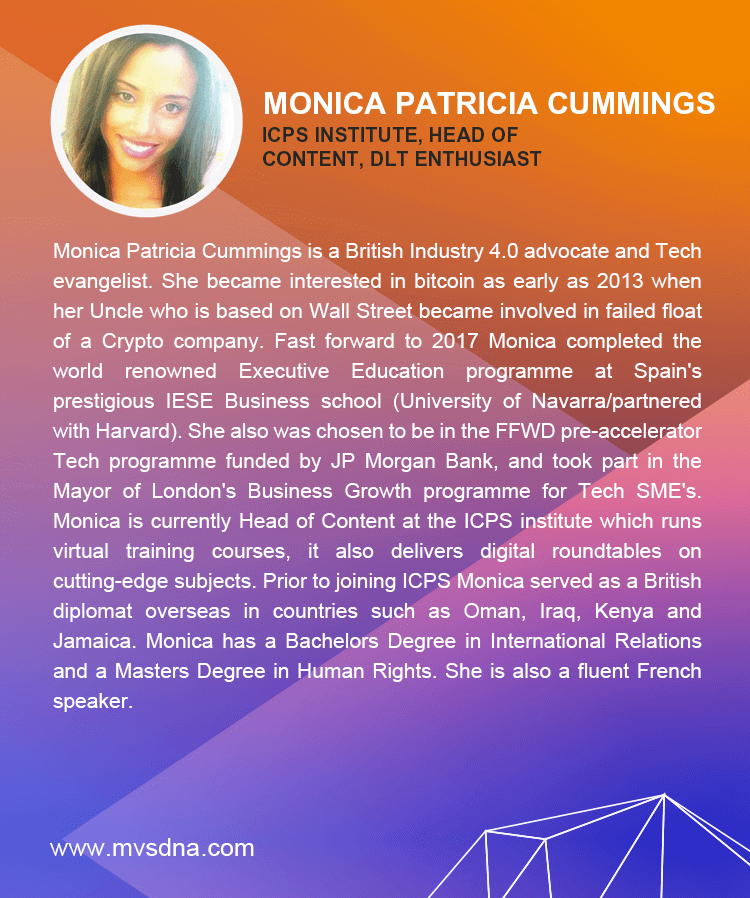 MONICA PATRICIA CUMMINGS
ICPS INSTITUTE, HEAD OF
CONTENT, DLT ENTHUSIAST
Monica Patricia Cummings is a British Industry 4.0 advocate and Tech
evangelist. She became interested in bitcoin as early as 2013 when
her Uncle who is based on Wall Street became involved in failed float
of a Crypto company. Fast forward to 2017 Monica completed the
world renowned Executive Education programme at Spain's
prestigious IESE Business school (University of Navarra/partnered
with Harvard). She also was chosen to be in the FFWD pre-accelerator
Tech programme funded by JP Morgan Bank, and took part in the
Mayor of London's Business Growth programme for Tech SME's.
Monica is currently Head of Content at the ICPS institute which runs
virtual training courses, it also delivers digital roundtables on
cutting-edge subjects. Prior to joining ICPS Monica served as a British
diplomat overseas in countries such as Oman, Iraq, Kenya and
Jamaica. Monica has a Bachelors Degree in International Relations
and a Masters Degree in Human Rights. She is also a fluent French
speaker.
www.mvsdna.com